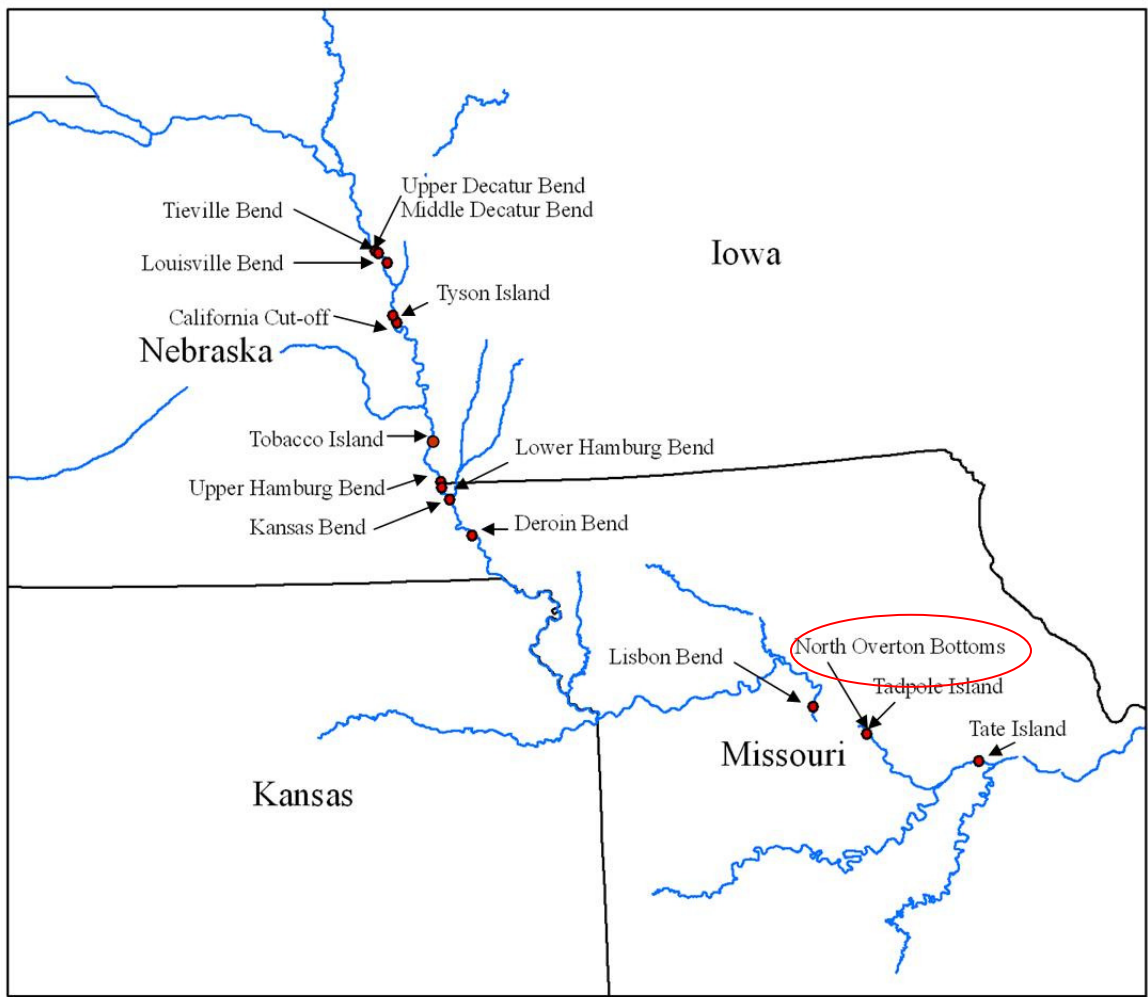 Upper Decatur Bend
Middle Decatur Bend
Tieville Bend
Iowa
Louisville Bend
Tyson Island
California Cut-off
Nebraska
Tobacco Island
Lower Hamburg Bend
Upper Hamburg Bend
Kansas Bend
Deroin Bend
North Overton Bottoms
Lisbon Bend
Tadpole Island
Tate Island
Missouri
Kansas